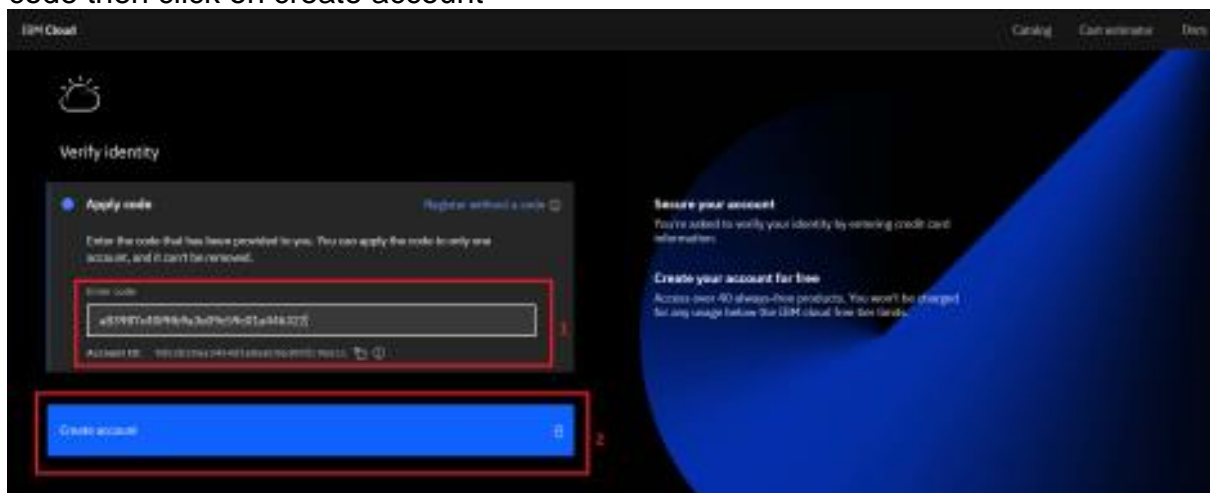 code then click on create account
IBM Cloud
Catalog Cost estimator Docs
Verify identity
Apply code Register without a code
Secure your account
You're asked to verify your identity by entering credit card
information.
Enter the code that has been provided to you. You can apply the code to only one
account, and it can't be removed.
Create your account for free
Access over 40 always-free products. You won't be charged
for any usage below the IBM cloud free tier limits.
Enter code
1
Account ID:
Create account
2